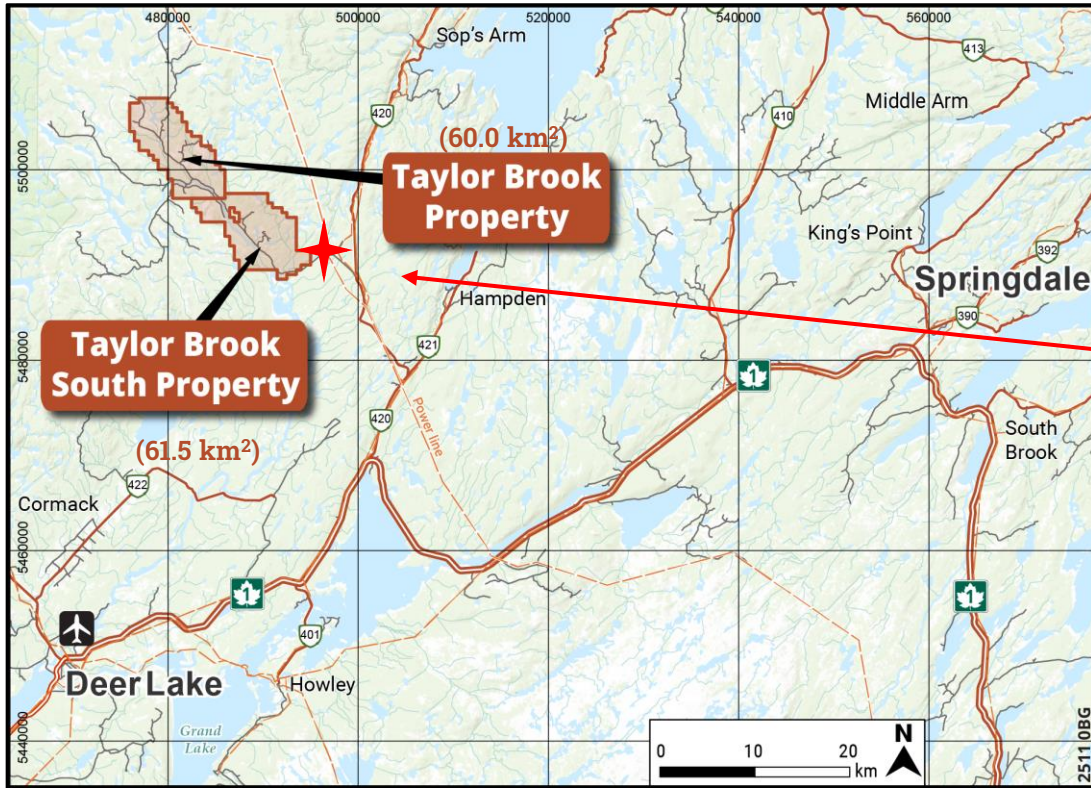 480000
500000
520000
540000
560000
Sop's Arm
413
Middle Arm
420
410
(60.0 km²)
5500000
Taylor Brook
Property
King's Point
392
Springdale
Hampden
390
Taylor Brook
South Property
421
5480000
1
Power line
420
South
Brook
(61.5 km²)
422
Cormack
5460000
1
1
401
Deer Lake
Howley
Grand
Lake
5440000
N
0 10 20
km
25110BG